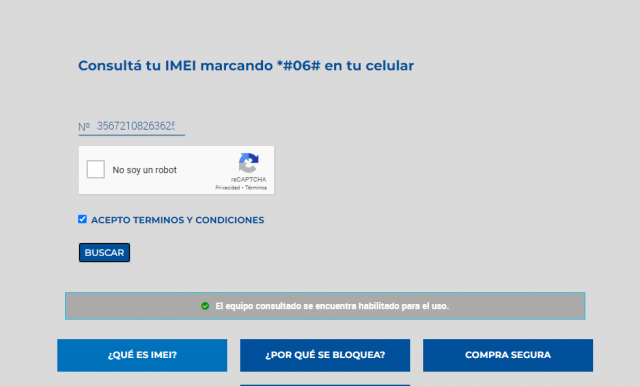 Consultá tu IMEI marcando *#06# en tu celular
Nº 35672108263625
No soy un robot
reCAPTCHA
Privacidad • Términos
ACEPTO TERMINOS Y CONDICIONES
BUSCAR
El equipo consultado se encuentra habilitado para el uso.
¿QUÉ ES IMEI?
¿POR QUÉ SE BLOQUEA?
COMPRA SEGURA